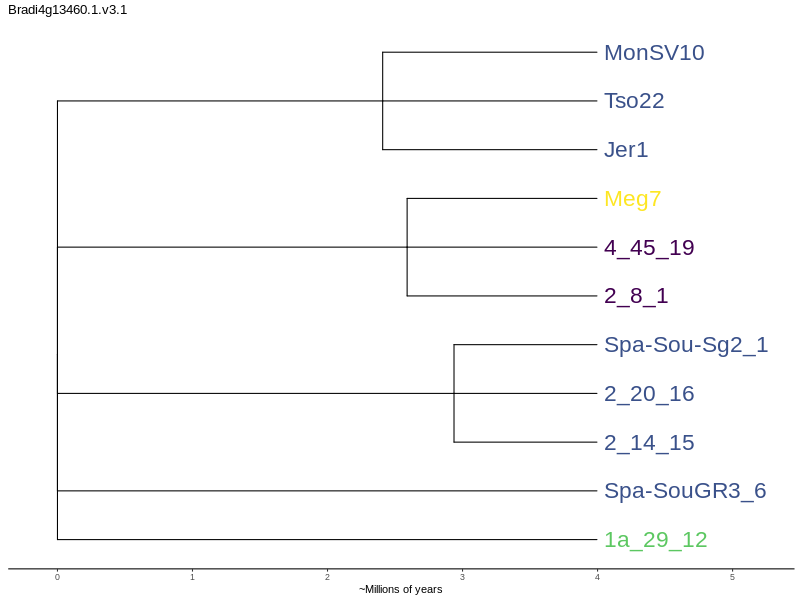 Bradi4g13460.1.v3.1
MonSV10
Tso22
Jer1
Meg7
4_45_19
2_8_1
Spa-Sou-Sg2_1
2_20_16
2_14_15
Spa-SouGR3_6
1a_29_12
0 1 2 3 4 5
~Millions of years